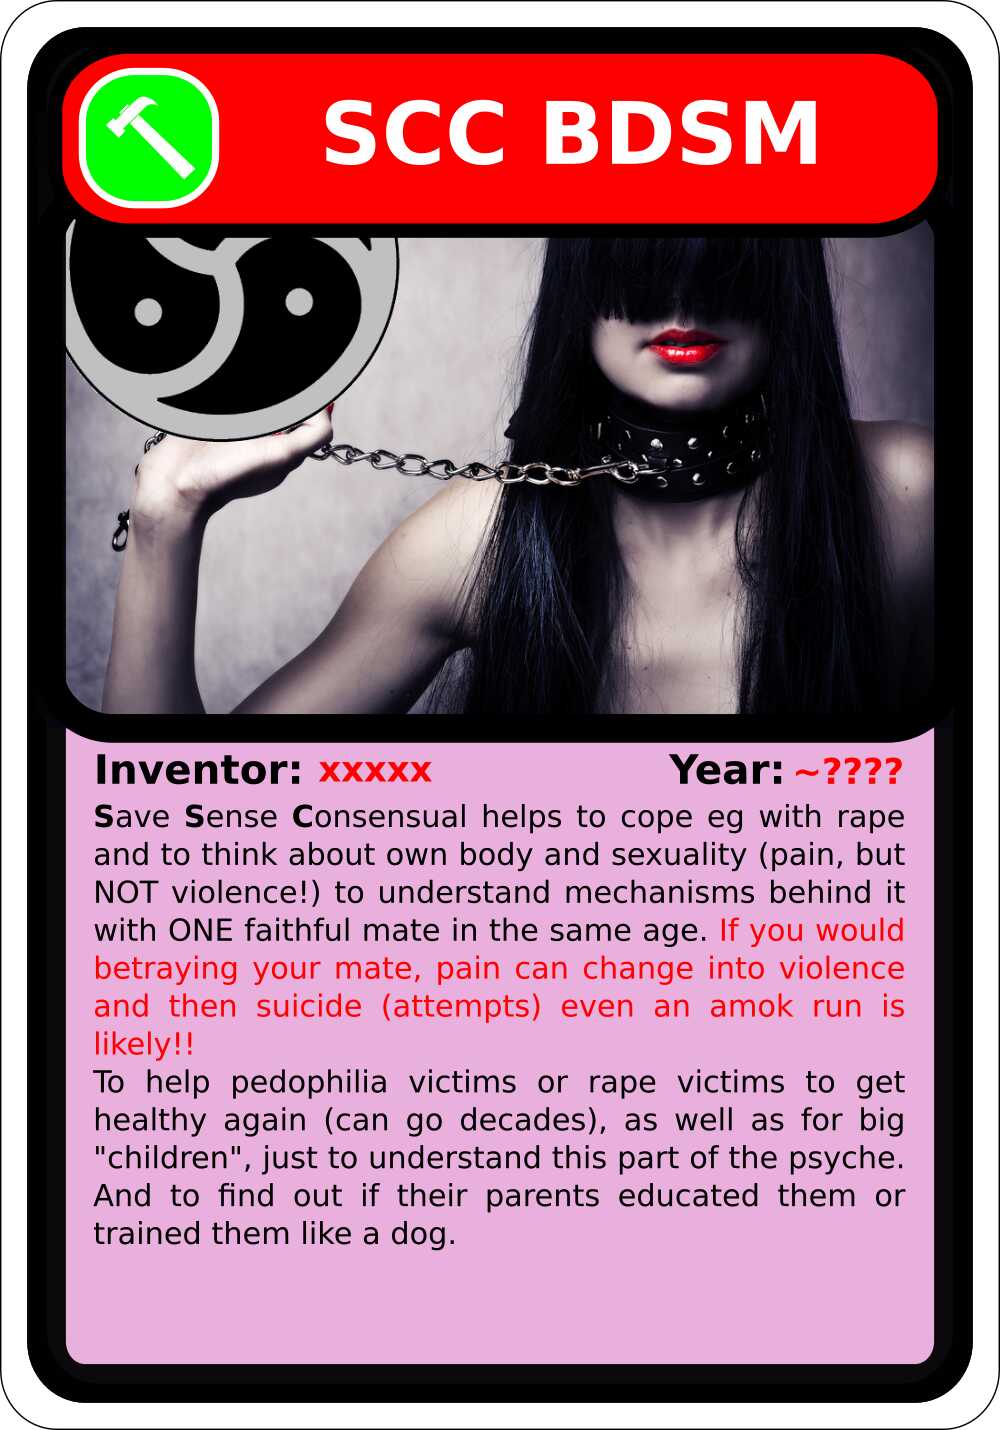 SCC BDSM
Inventor: xxxxx Year: ~????
Save Sense Consensual helps to cope eg with rape
and to think about own body and sexuality (pain, but
NOT violence!) to understand mechanisms behind it
with ONE faithful mate in the same age. If you would
betraying your mate, pain can change into violence
and then suicide (attempts) even an amok run is
likely!!
To help pedophilia victims or rape victims to get
healthy again (can go decades), as well as for big
"children", just to understand this part of the psyche.
And to find out if their parents educated them or
trained them like a dog.